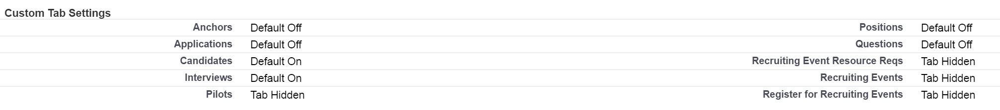 Custom Tab Settings
Anchors Default Off Positions Default Off
Applications Default Off Questions Default Off
Candidates Default On Recruiting Event Resource Reqs Tab Hidden
Interviews Default On Recruiting Events Tab Hidden
Pilots Tab Hidden Register for Recruiting Events Tab Hidden